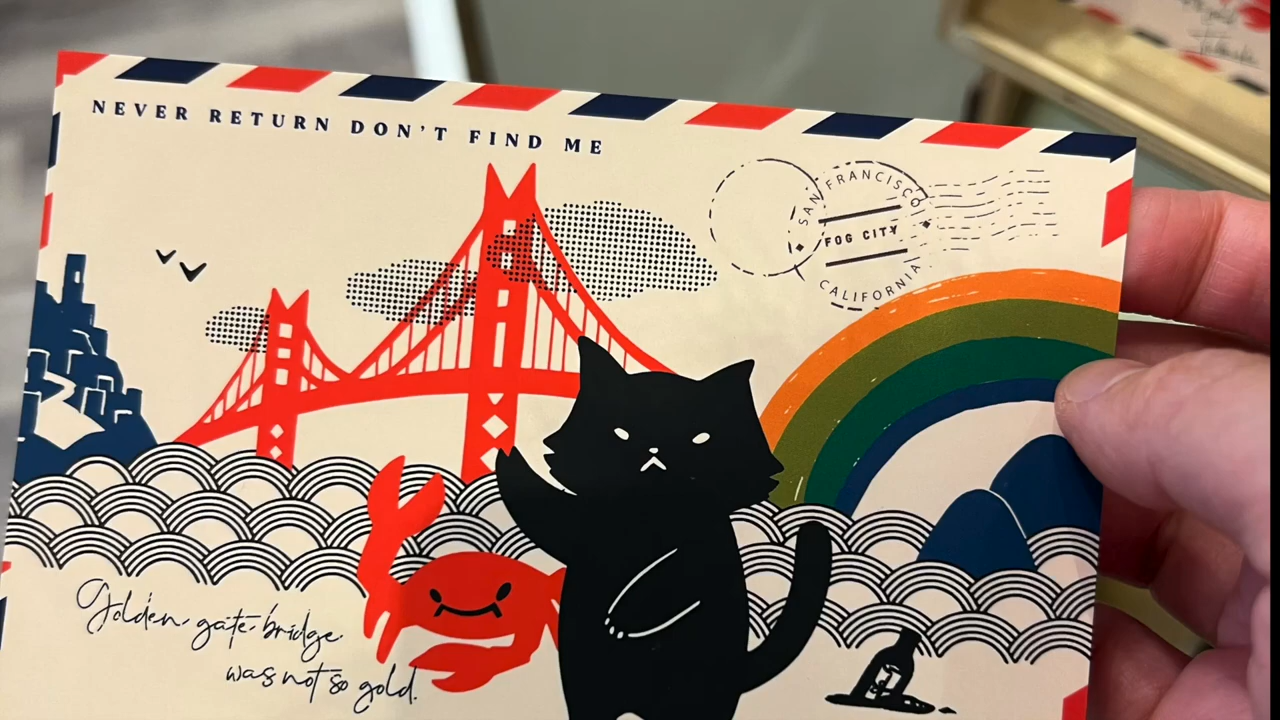 NEVER RETURN DON'T FIND ME
SAN FRANCISCO
FOG CITY
CALIFORNIA
Golden gate bridge
was not so gold.